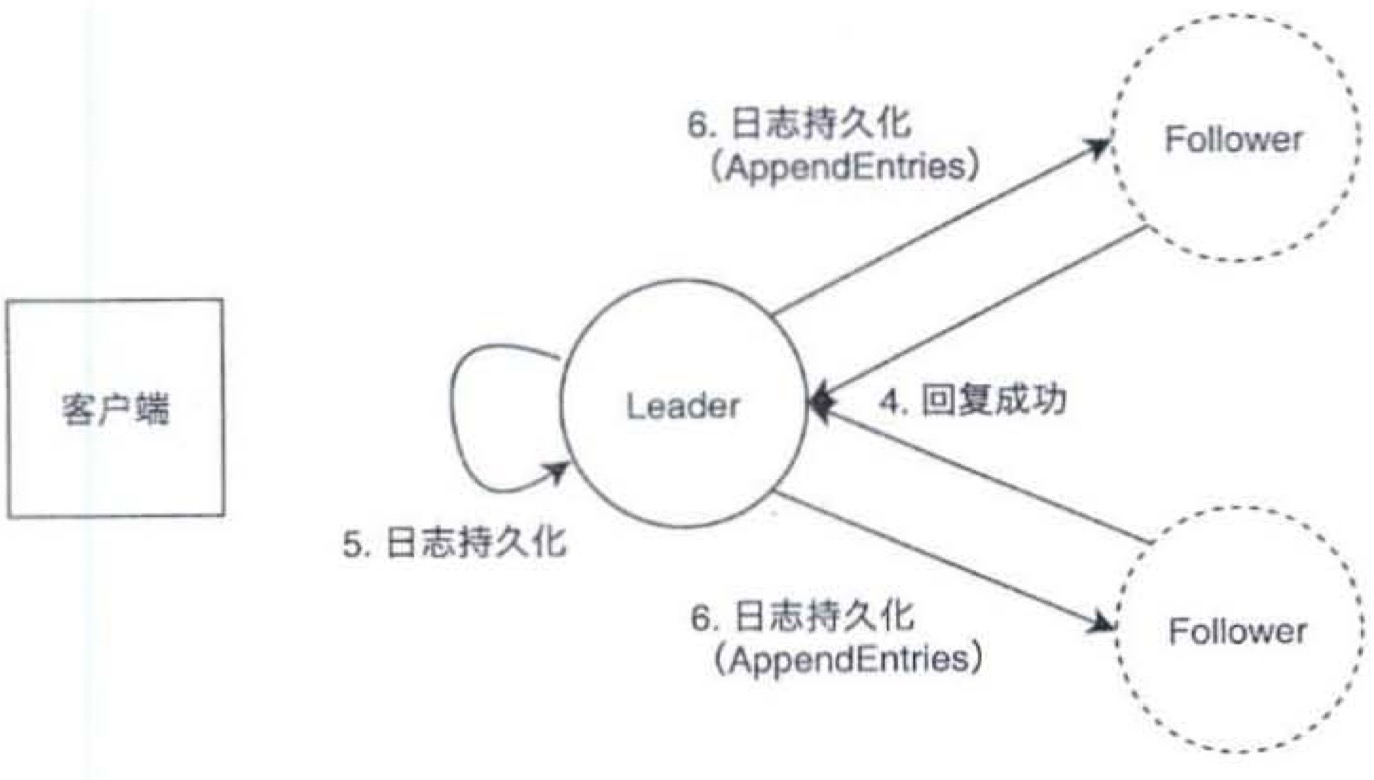 6. 日志持久化
（AppendEntries）
Follower
客户端
Leader
4. 回复成功
5. 日志持久化
6. 日志持久化
（AppendEntries）
Follower